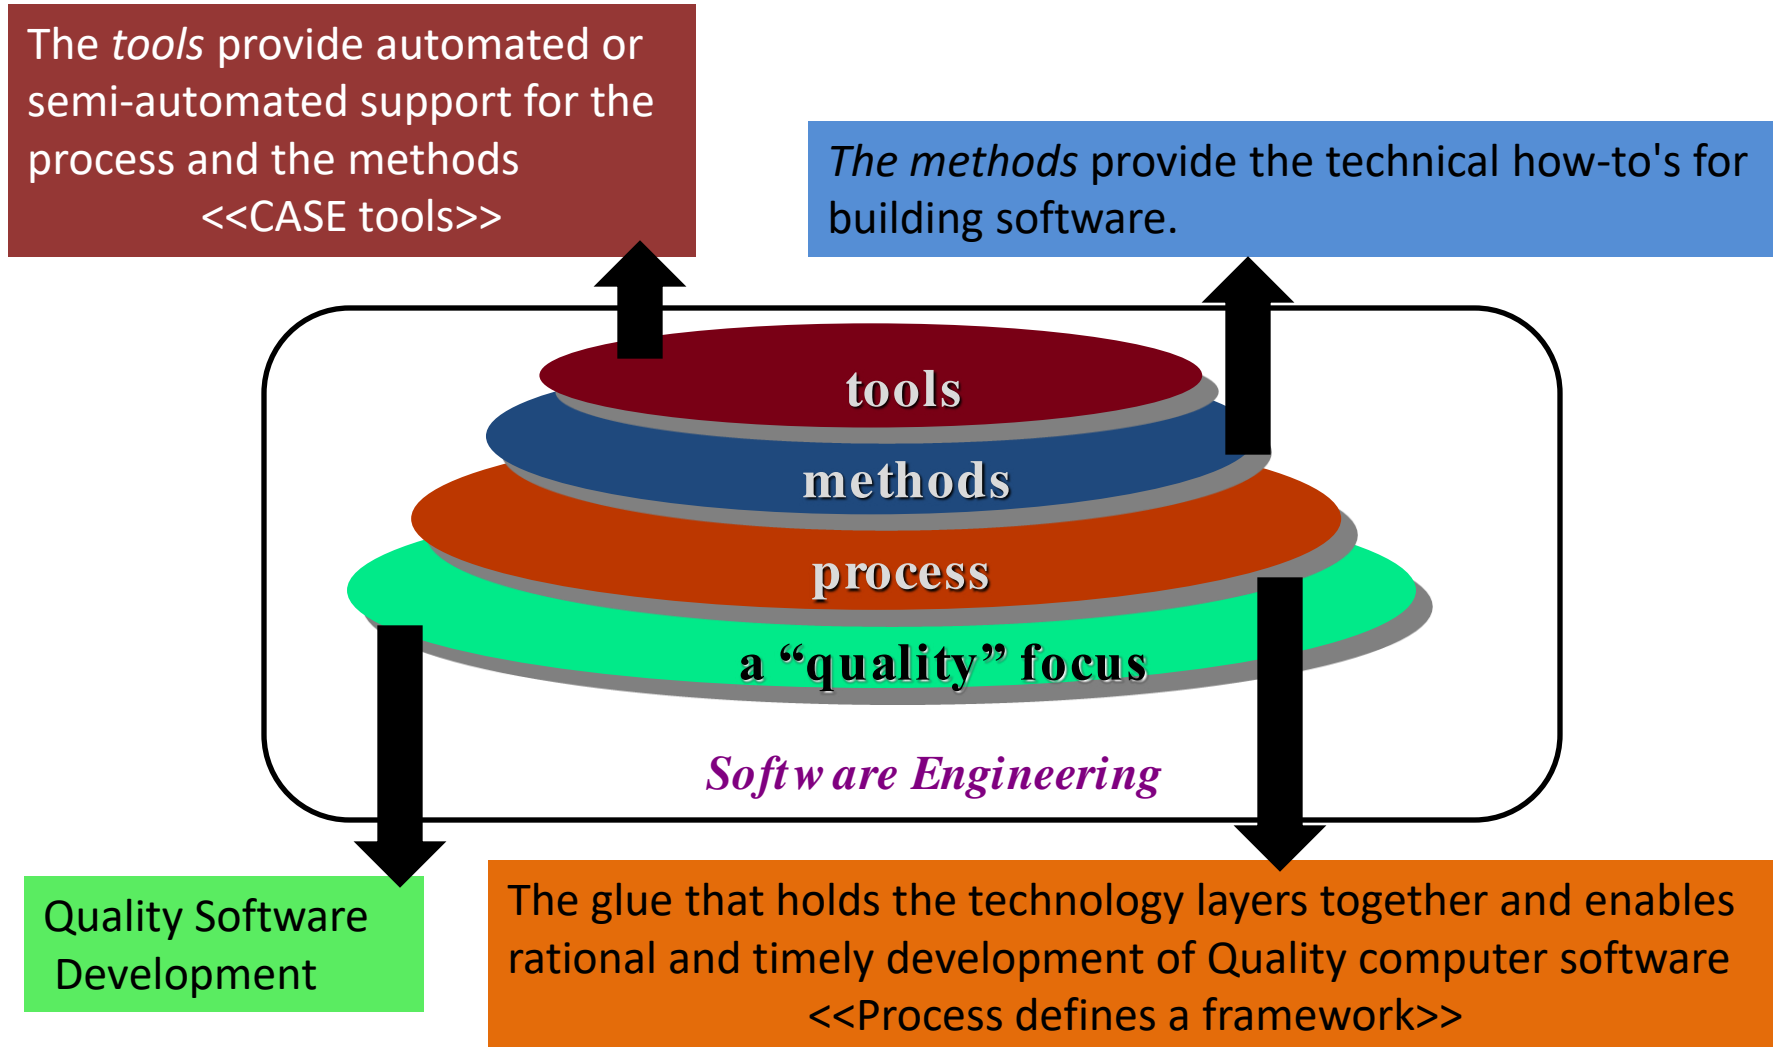 The tools provide automated or
semi-automated support for the
process and the methods
<<CASE tools>>
The methods provide the technical how-to's for
building software.
tools
methods
process
a “quality” focus
Software Engineering
Quality Software
Development
The glue that holds the technology layers together and enables
rational and timely development of Quality computer software
<<Process defines a framework>>